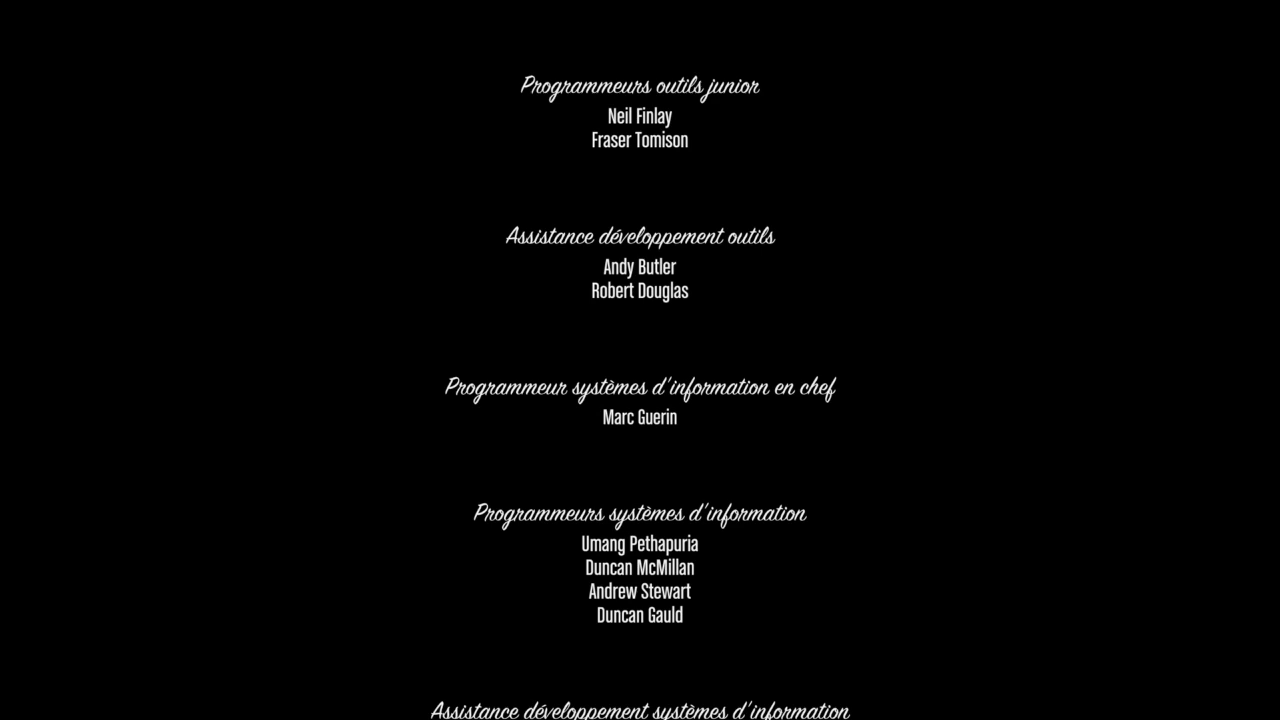 Programmeurs outils junior
Neil Finlay
Fraser Tomison
Assistance développement outils
Andy Butler
Robert Douglas
Programmeur systèmes d'information en chef
Marc Guerin
Programmeurs systèmes d'information
Umang Pethapuria
Duncan McMillan
Andrew Stewart
Duncan Gauld
Assistance développement systèmes d'information